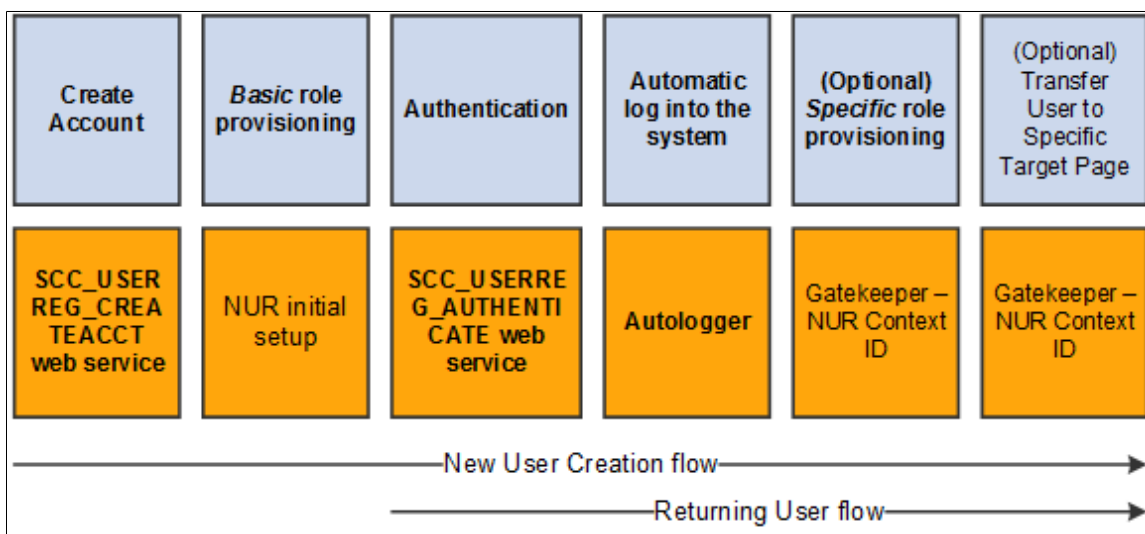 Create
Account
Basic role
provisioning
Authentication
Automatic
log into the
system
(Optional)
Specific role
provisioning
(Optional)
Transfer
User to
Specific
Target Page
SCC_USER
REG_CREA
TEACCT
web service
NUR initial
setup
SCC_USERRE
G_AUTHENTI
CATE web
service
Autologger
Gatekeeper –
NUR Context
ID
Gatekeeper –
NUR Context
ID
New User Creation flow
Returning User flow